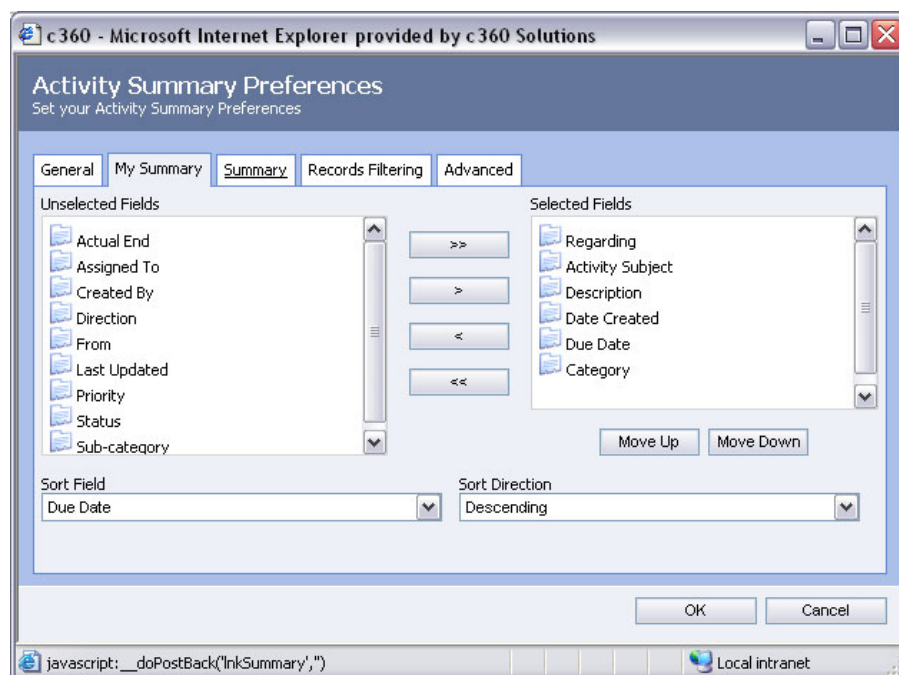 c360 - Microsoft Internet Explorer provided by c360 Solutions
Activity Summary Preferences
Set your Activity Summary Preferences
General My Summary Summary Records Filtering Advanced
Unselected Fields
Actual End
Assigned To
Created By
Direction
From
Last Updated
Priority
Status
Sub-category
>>
>
<
<<
Selected Fields
Regarding
Activity Subject
Description
Date Created
Due Date
Category
Move Up Move Down
Sort Field
Due Date
Sort Direction
Descending
OK Cancel
javascript:__doPostBack('lnkSummary','') Local intranet